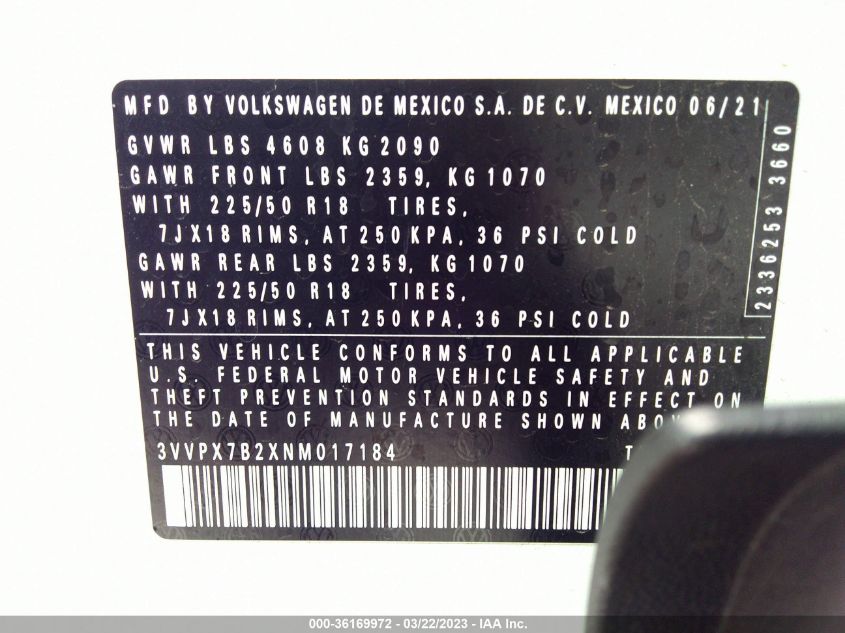 MFD BY VOLKSWAGEN DE MEXICO S.A. DE C.V. MEXICO 06/21
GVWR LBS 4608 KG 2090
GAWR FRONT LBS 2359, KG 1070
WITH 225/50 R18 TIRES,
7JX18 RIMS, AT 250 KPA, 36 PSI COLD
GAWR REAR LBS 2359, KG 1070
WITH 225/50 R18 TIRES,
7JX18 RIMS, AT 250 KPA, 36 PSI COLD
2336253 3660
THIS VEHICLE CONFORMS TO ALL APPLICABLE
U.S. FEDERAL MOTOR VEHICLE SAFETY AND
THEFT PREVENTION STANDARDS IN EFFECT ON
THE DATE OF MANUFACTURE SHOWN
3VVPX7B2XNM017184
000-36169972 - 03/22/2023 - IAA Inc.